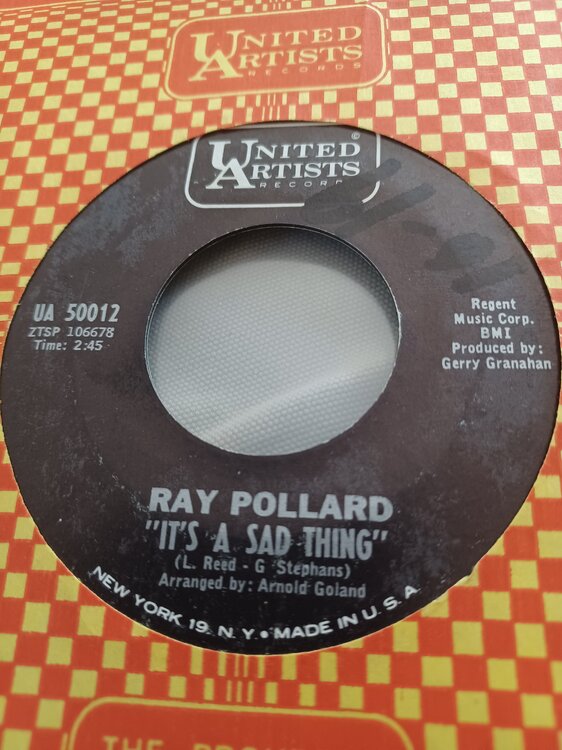 UNITED
ARTISTS
RECORDS
©
UNITED
ARTISTS
RECORDS
UA 50012
ZTSP 106678
Time: 2:45
Regent
Music Corp.
BMI
Produced by:
Gerry Granahan
RAY POLLARD
"IT'S A SAD THING"
(L. Reed - G Stephans)
Arranged by: Arnold Goland
NEW YORK 19, N.Y. • MADE IN U.S.A.
THE